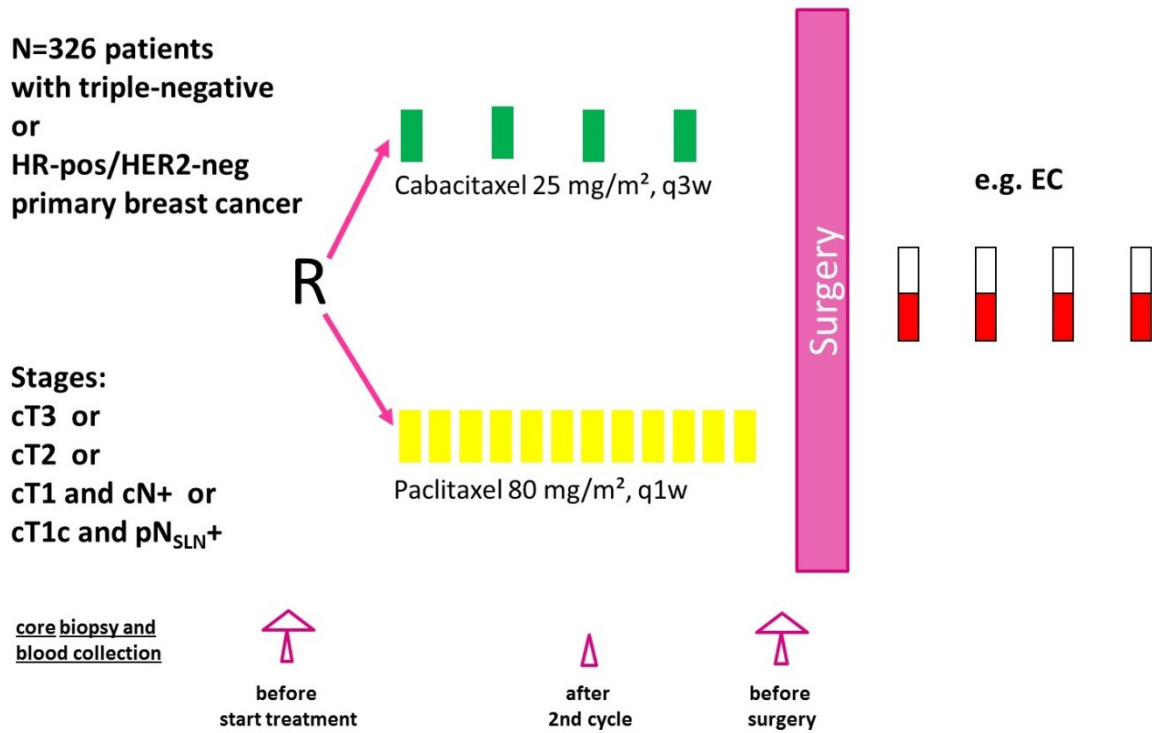 N=326 patients
with triple-negative
or
HR-pos/HER2-neg
primary breast cancer
Cabacitaxel 25 mg/m², q3w
R
Surgery
e.g. EC
Stages:
cT3 or
cT2 or
cT1 and cN+ or
cT1c and pN_SLN+
Paclitaxel 80 mg/m², q1w
core biopsy and
blood collection
before
start treatment
after
2nd cycle
before
surgery